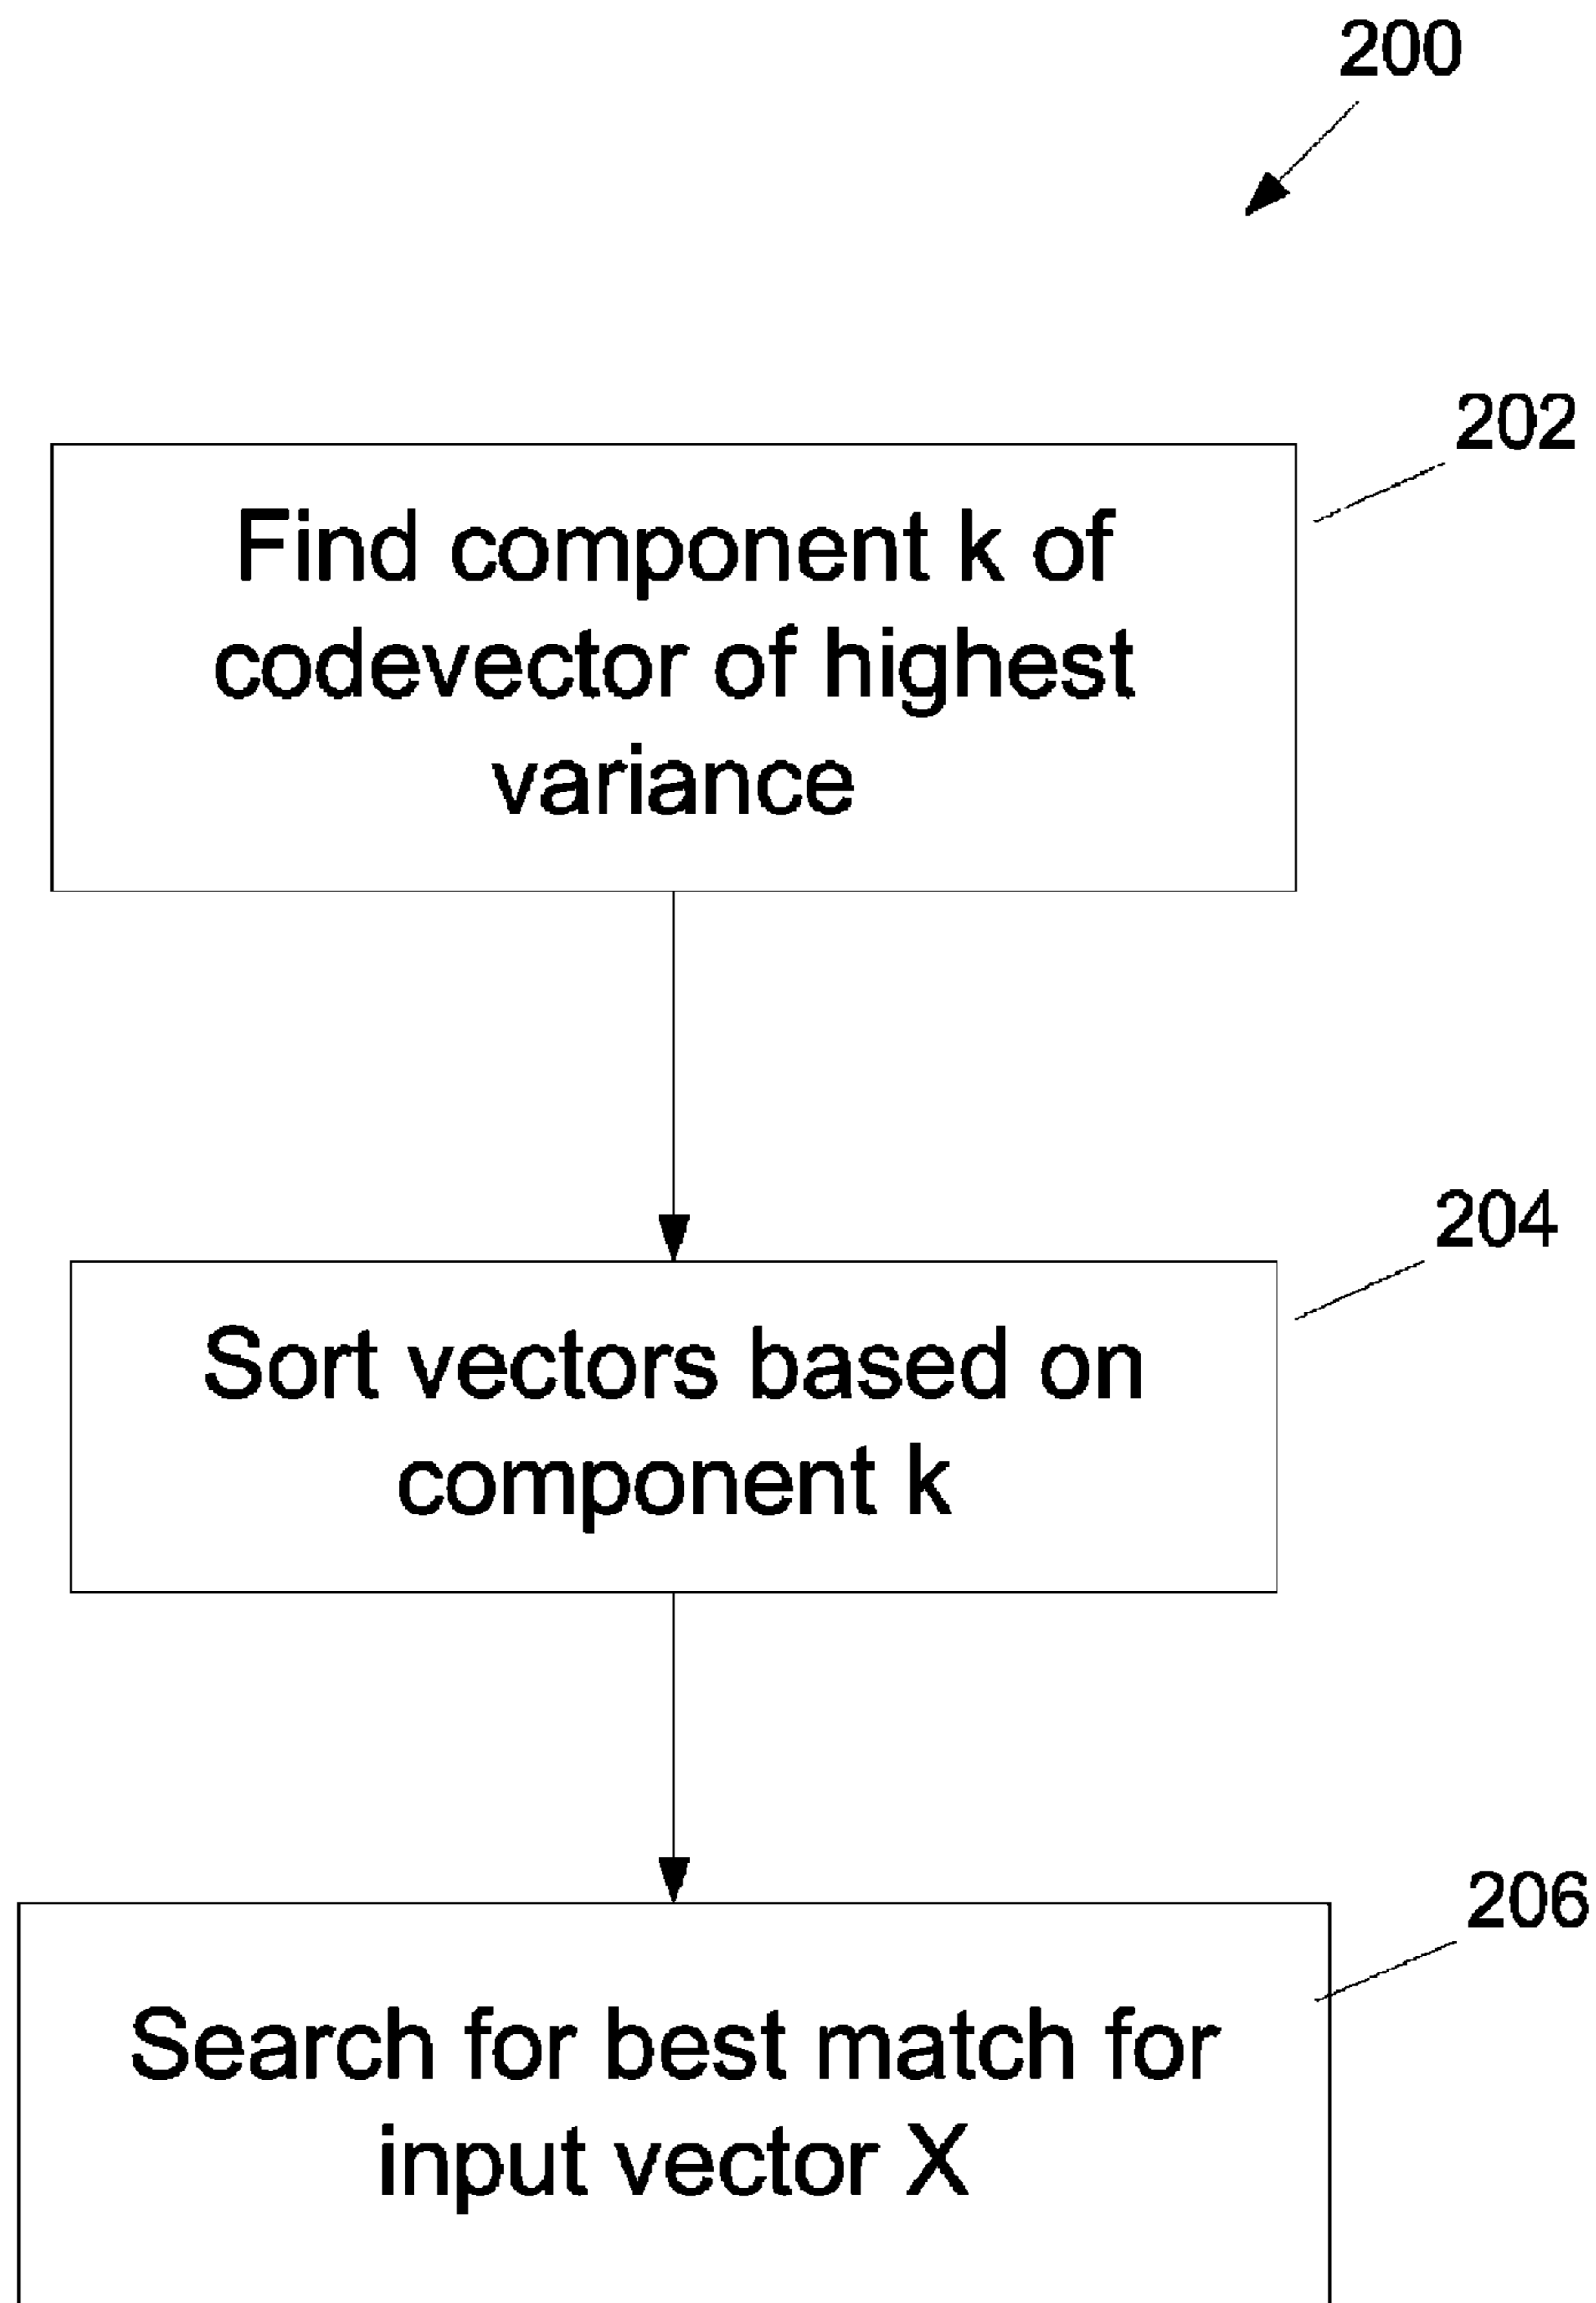 200
202
Find component k of
codevector of highest
variance
204
Sort vectors based on
component k
206
Search for best match for
input vector X